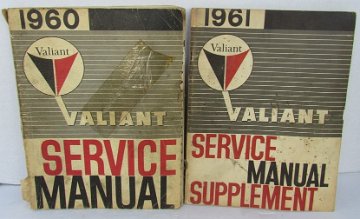 1960
Valiant
VALIANT
SERVICE
MANUAL
1961
Valiant
VALIANT
SERVICE
MANUAL
SUPPLEMENT